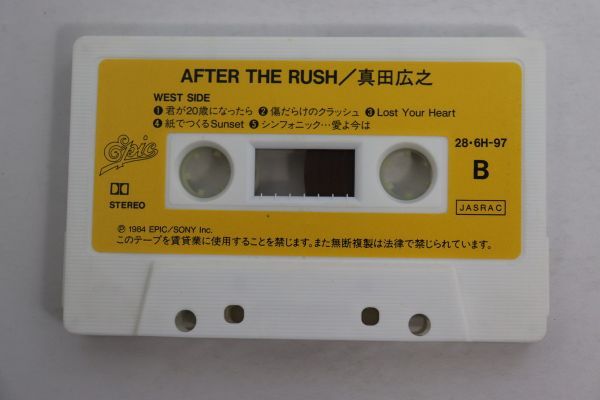 AFTER THE RUSH／真田広之
WEST SIDE
❶ 君が20歳になったら ❷ 傷だらけのクラッシュ ❸ Lost Your Heart
❹ 紙でつくるSunset ❺ シンフォニック…愛よ今は
28・6H-97
Epic
B
STEREO
JASRAC
Ⓟ 1984 EPIC/SONY Inc.
このテープを賃貸業に使用することを禁じます。また無断複製は法律で禁じられています。